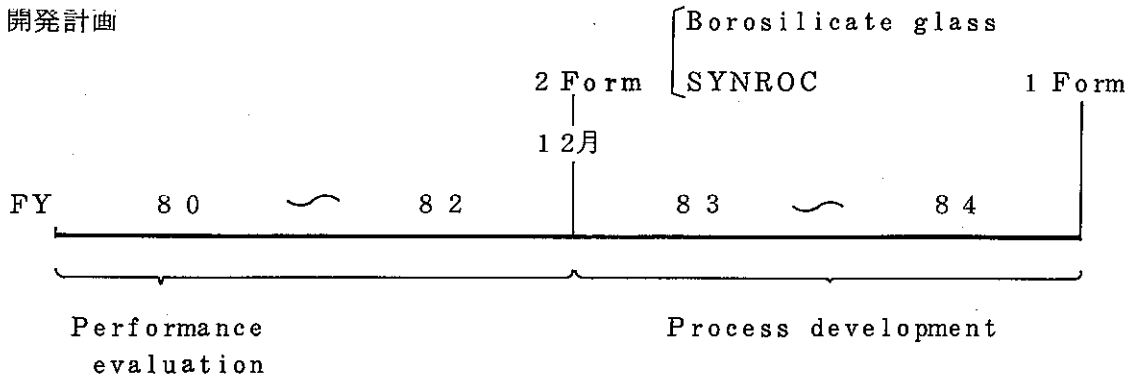 開発計画
Borosilicate glass
2 Form SYNROC 1 Form
12月
FY 80 ～ 82 83 ～ 84
Performance Process development
evaluation